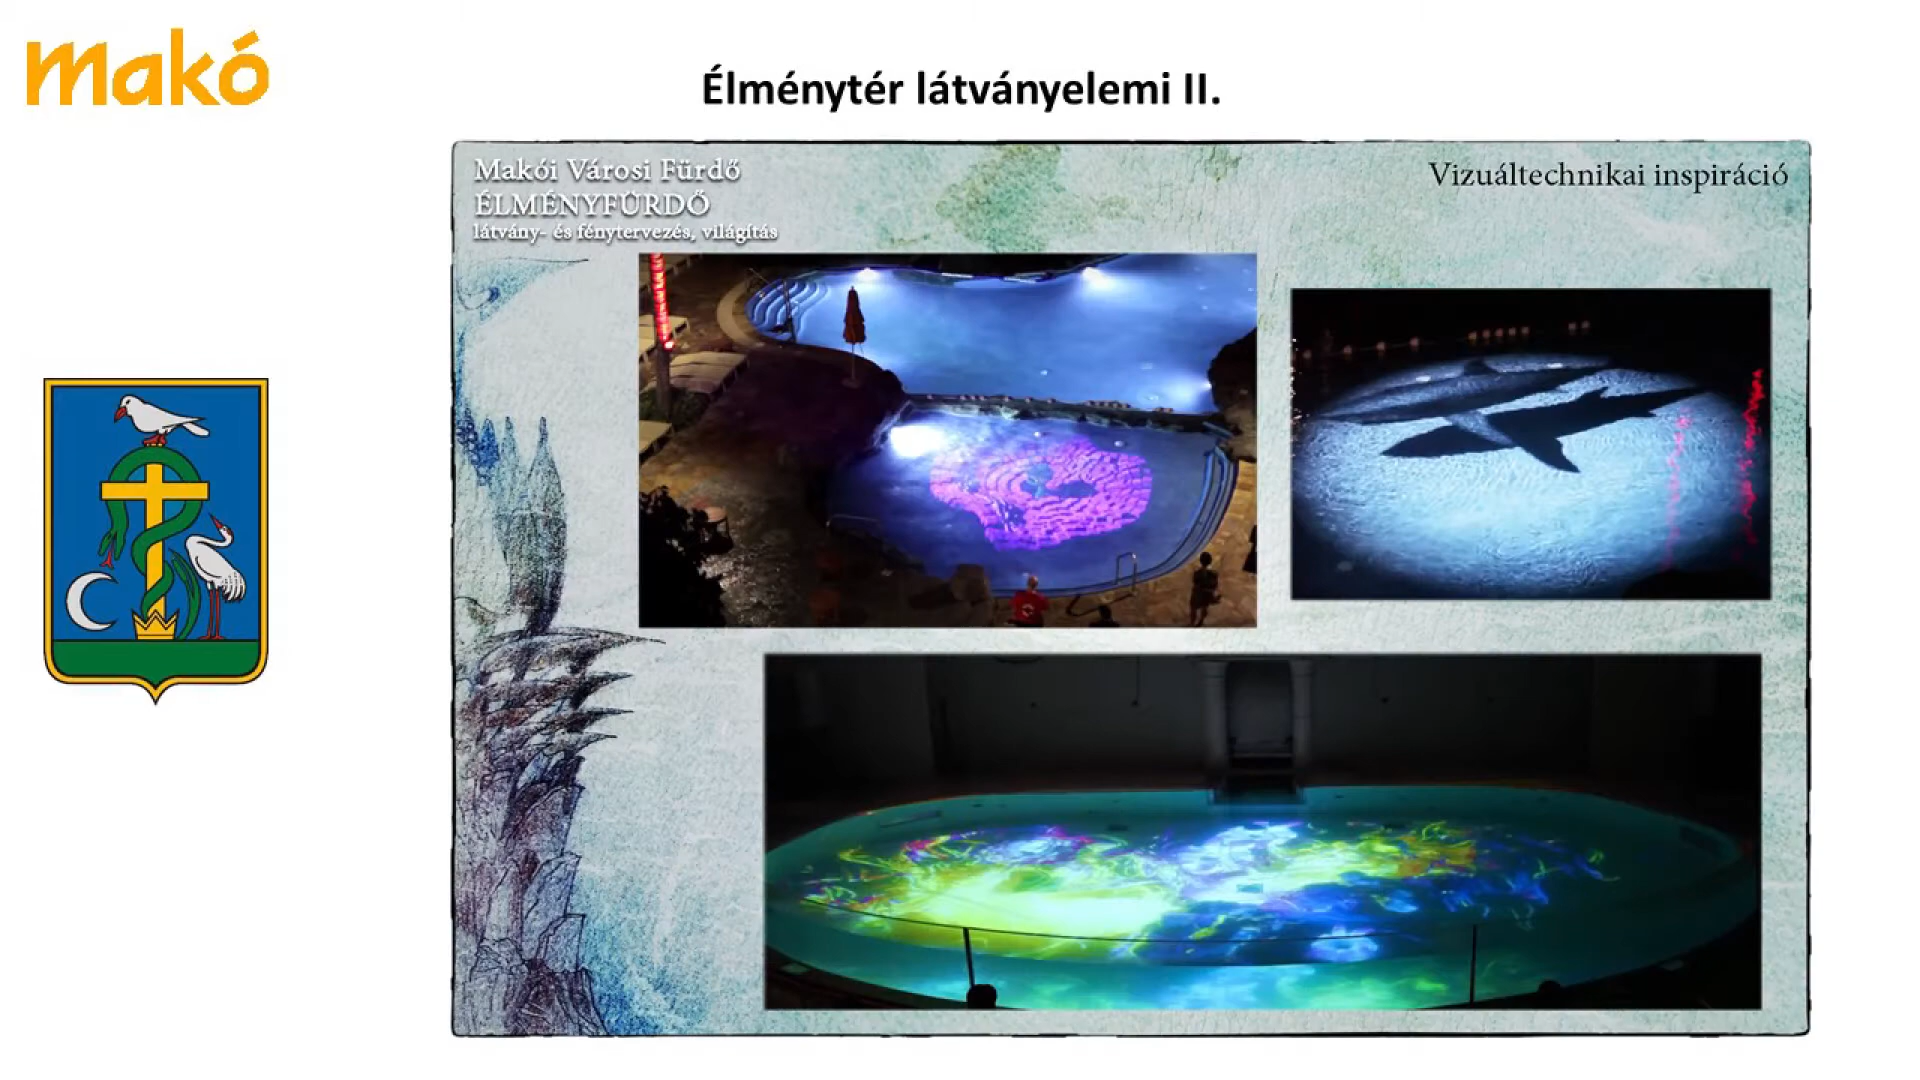 makó
Élménytér látványelemi II.
Makói Városi Fürdő
ÉLMÉNYFÜRDŐ
látvány- és fénytervezés, világítás
Vizuáltechnikai inspiráció